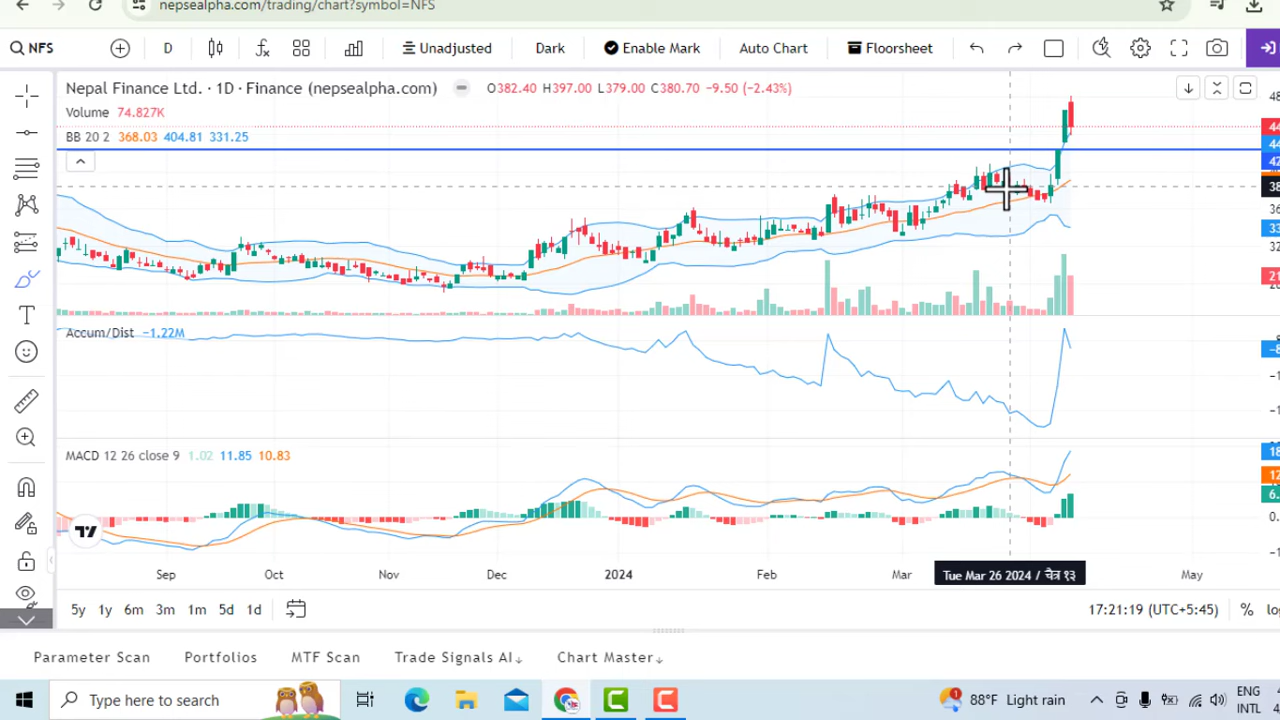 nepsealpha.com/trading/chart?symbol=NFS
NFS D Unadjusted Dark Enable Mark Auto Chart Floorsheet
Nepal Finance Ltd. · 1D · Finance (nepsealpha.com) O382.40 H397.00 L379.00 C380.70 −9.50 (−2.43%)
Volume 74.827K
BB 20 2 368.03 404.81 331.25
Accum/Dist −1.22M
MACD 12 26 close 9 1.02 11.85 10.83
Sep Oct Nov Dec 2024 Feb Mar Tue Mar 26 2024 / चैत्र १३ May
5y 1y 6m 3m 1m 5d 1d 17:21:19 (UTC+5:45) %
Parameter Scan Portfolios MTF Scan Trade Signals AI↓ Chart Master↓
Type here to search 1 88°F Light rain ENG
INTL